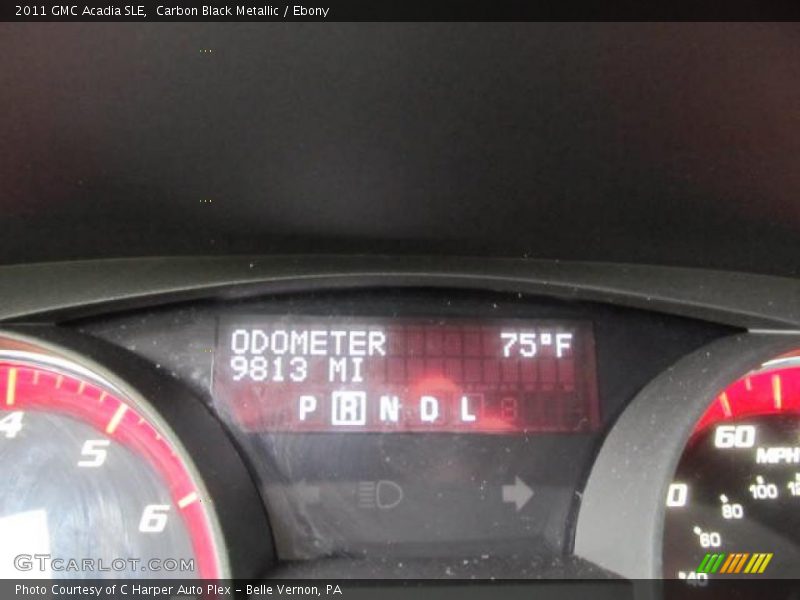 2011 GMC Acadia SLE,  Carbon Black Metallic / Ebony
ODOMETER 75°F
9813 MI
P R N D L
4
5
6
60
MPH
100
80
60
40
GTCARLOT.COM
Photo Courtesy of C Harper Auto Plex - Belle Vernon, PA